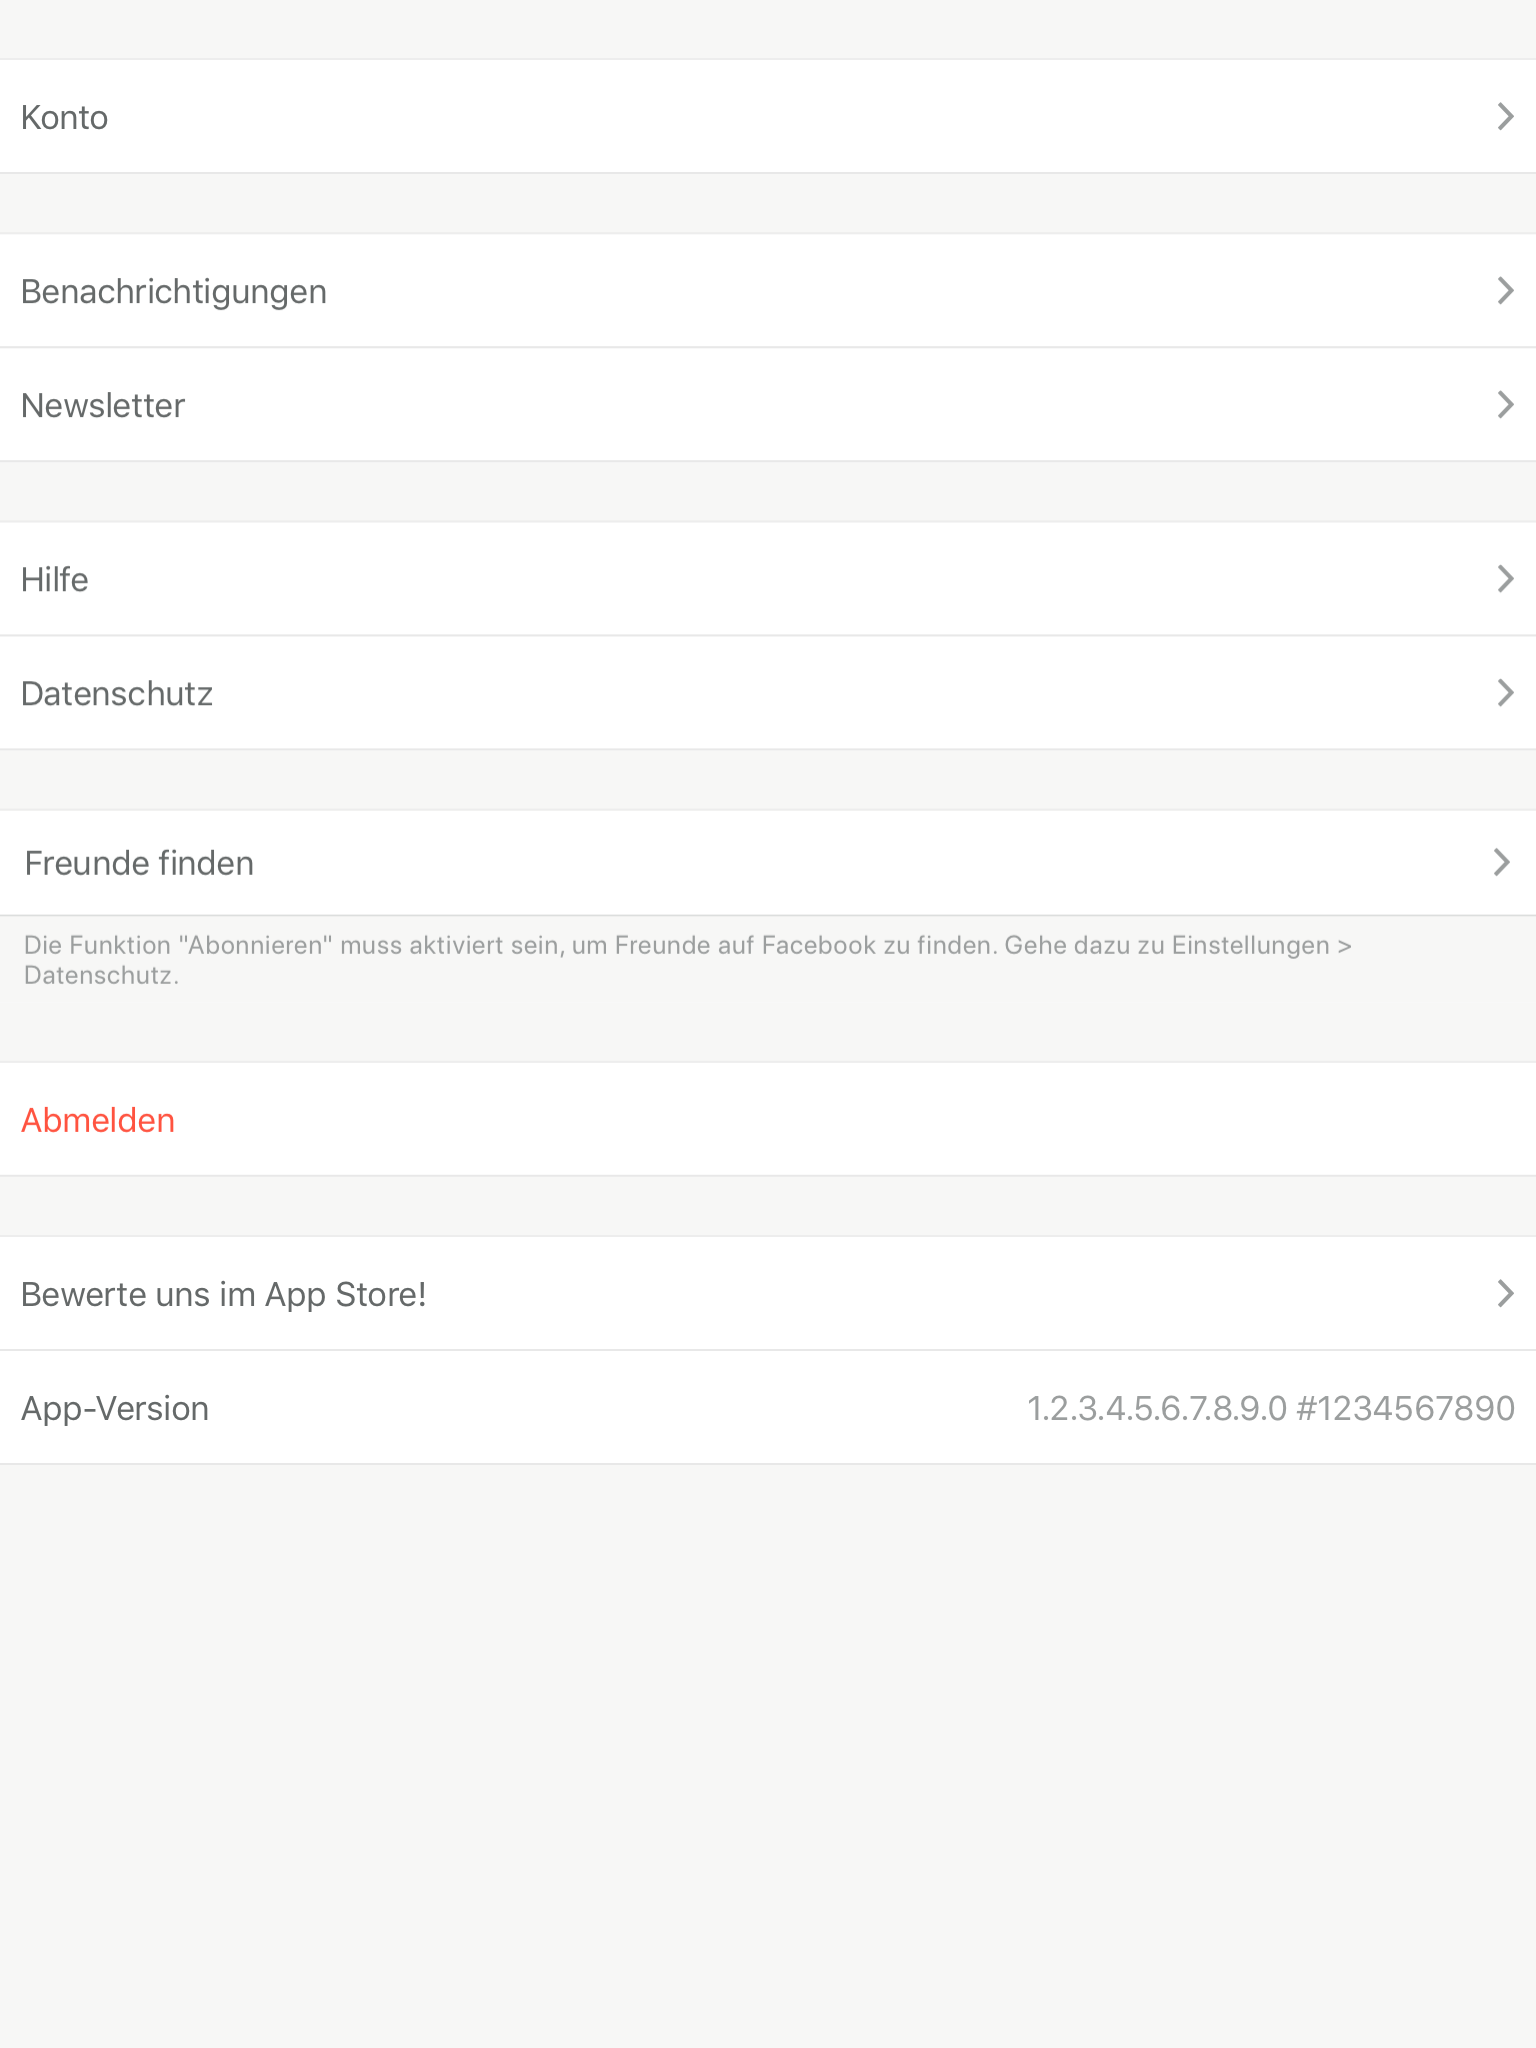 Konto
Benachrichtigungen
Newsletter
Hilfe
Datenschutz
Freunde finden
Die Funktion "Abonnieren" muss aktiviert sein, um Freunde auf Facebook zu finden. Gehe dazu zu Einstellungen >
Datenschutz.
Abmelden
Bewerte uns im App Store!
App-Version 1.2.3.4.5.6.7.8.9.0 #1234567890